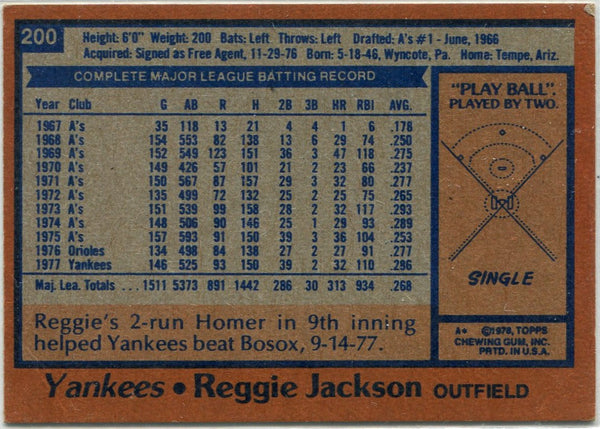 200
Height: 6'0" Weight: 200 Bats: Left Throws: Left Drafted: A's #1 - June, 1966
Acquired: Signed as Free Agent, 11-29-76 Born: 5-18-46, Wyncote, Pa. Home: Tempe, Ariz.
COMPLETE MAJOR LEAGUE BATTING RECORD
Year Club G AB R H 2B 3B HR RBI AVG.
1967 A's 35 118 13 21 4 4 1 6 .178
1968 A's 154 553 82 138 13 6 29 74 .250
1969 A's 152 549 123 151 36 3 47 118 .275
1970 A's 149 426 57 101 21 2 23 66 .237
1971 A's 150 567 87 157 29 3 32 80 .277
1972 A's 135 499 72 132 25 2 25 75 .265
1973 A's 151 539 99 158 28 2 32 117 .293
1974 A's 148 506 90 146 25 1 29 93 .289
1975 A's 157 593 91 150 39 3 36 104 .253
1976 Orioles 134 498 84 138 27 2 27 91 .277
1977 Yankees 146 525 93 150 39 2 32 110 .286
Maj. Lea. Totals 1511 5373 891 1442 286 30 313 934 .268
Reggie's 2-run Homer in 9th inning
helped Yankees beat Bosox, 9-14-77.
"PLAY BALL".
PLAYED BY TWO.
SINGLE
A* ©1978, TOPPS
CHEWING GUM, INC.
PRTD. IN U.S.A.
Yankees • Reggie Jackson OUTFIELD